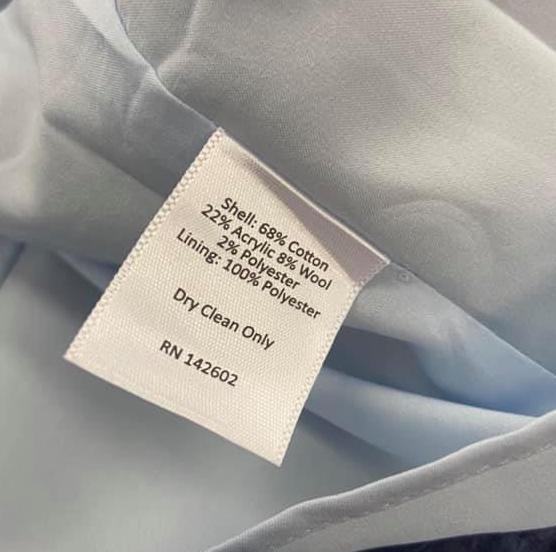 Shell: 68% Cotton
22% Acrylic 8% Wool
2% Polyester
Lining: 100% Polyester
Dry Clean Only
RN 142602